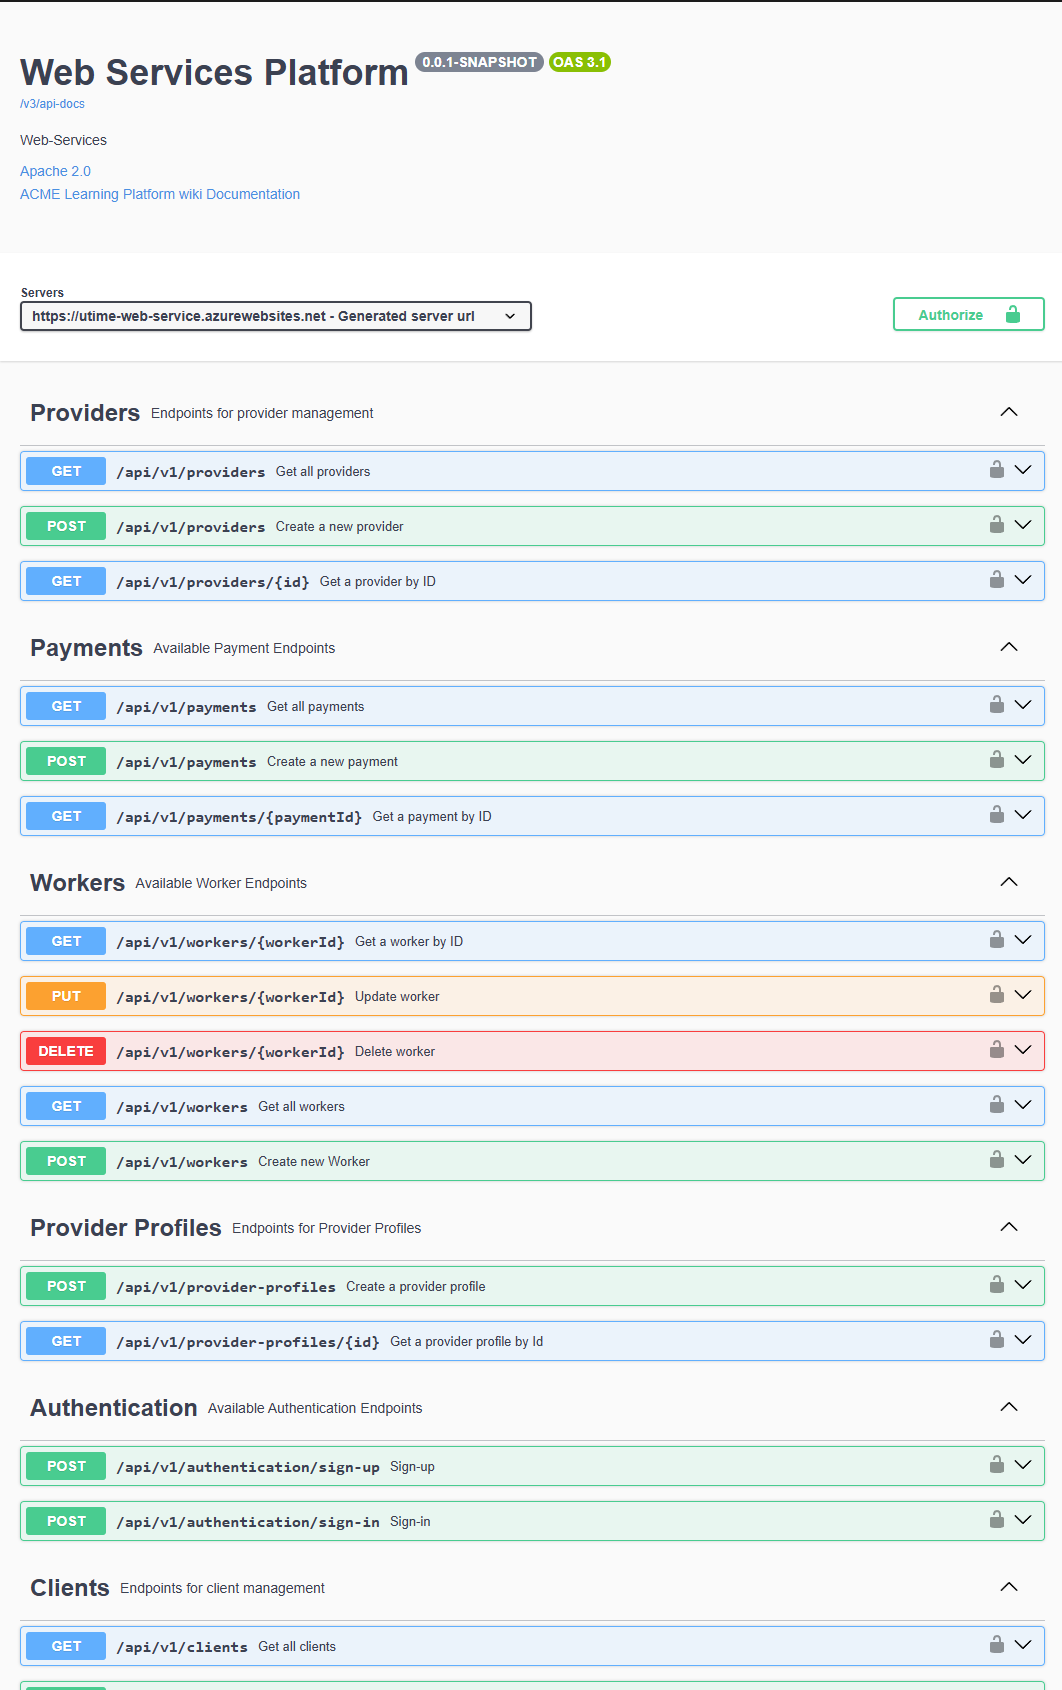 Web Services Platform 0.0.1-SNAPSHOT OAS 3.1
/v3/api-docs
Web-Services
Apache 2.0
ACME Learning Platform wiki Documentation
Servers
https://utime-web-service.azurewebsites.net - Generated server url
Authorize
Providers Endpoints for provider management
GET /api/v1/providers Get all providers
POST /api/v1/providers Create a new provider
GET /api/v1/providers/{id} Get a provider by ID
Payments Available Payment Endpoints
GET /api/v1/payments Get all payments
POST /api/v1/payments Create a new payment
GET /api/v1/payments/{paymentId} Get a payment by ID
Workers Available Worker Endpoints
GET /api/v1/workers/{workerId} Get a worker by ID
PUT /api/v1/workers/{workerId} Update worker
DELETE /api/v1/workers/{workerId} Delete worker
GET /api/v1/workers Get all workers
POST /api/v1/workers Create new Worker
Provider Profiles Endpoints for Provider Profiles
POST /api/v1/provider-profiles Create a provider profile
GET /api/v1/provider-profiles/{id} Get a provider profile by Id
Authentication Available Authentication Endpoints
POST /api/v1/authentication/sign-up Sign-up
POST /api/v1/authentication/sign-in Sign-in
Clients Endpoints for client management
GET /api/v1/clients Get all clients